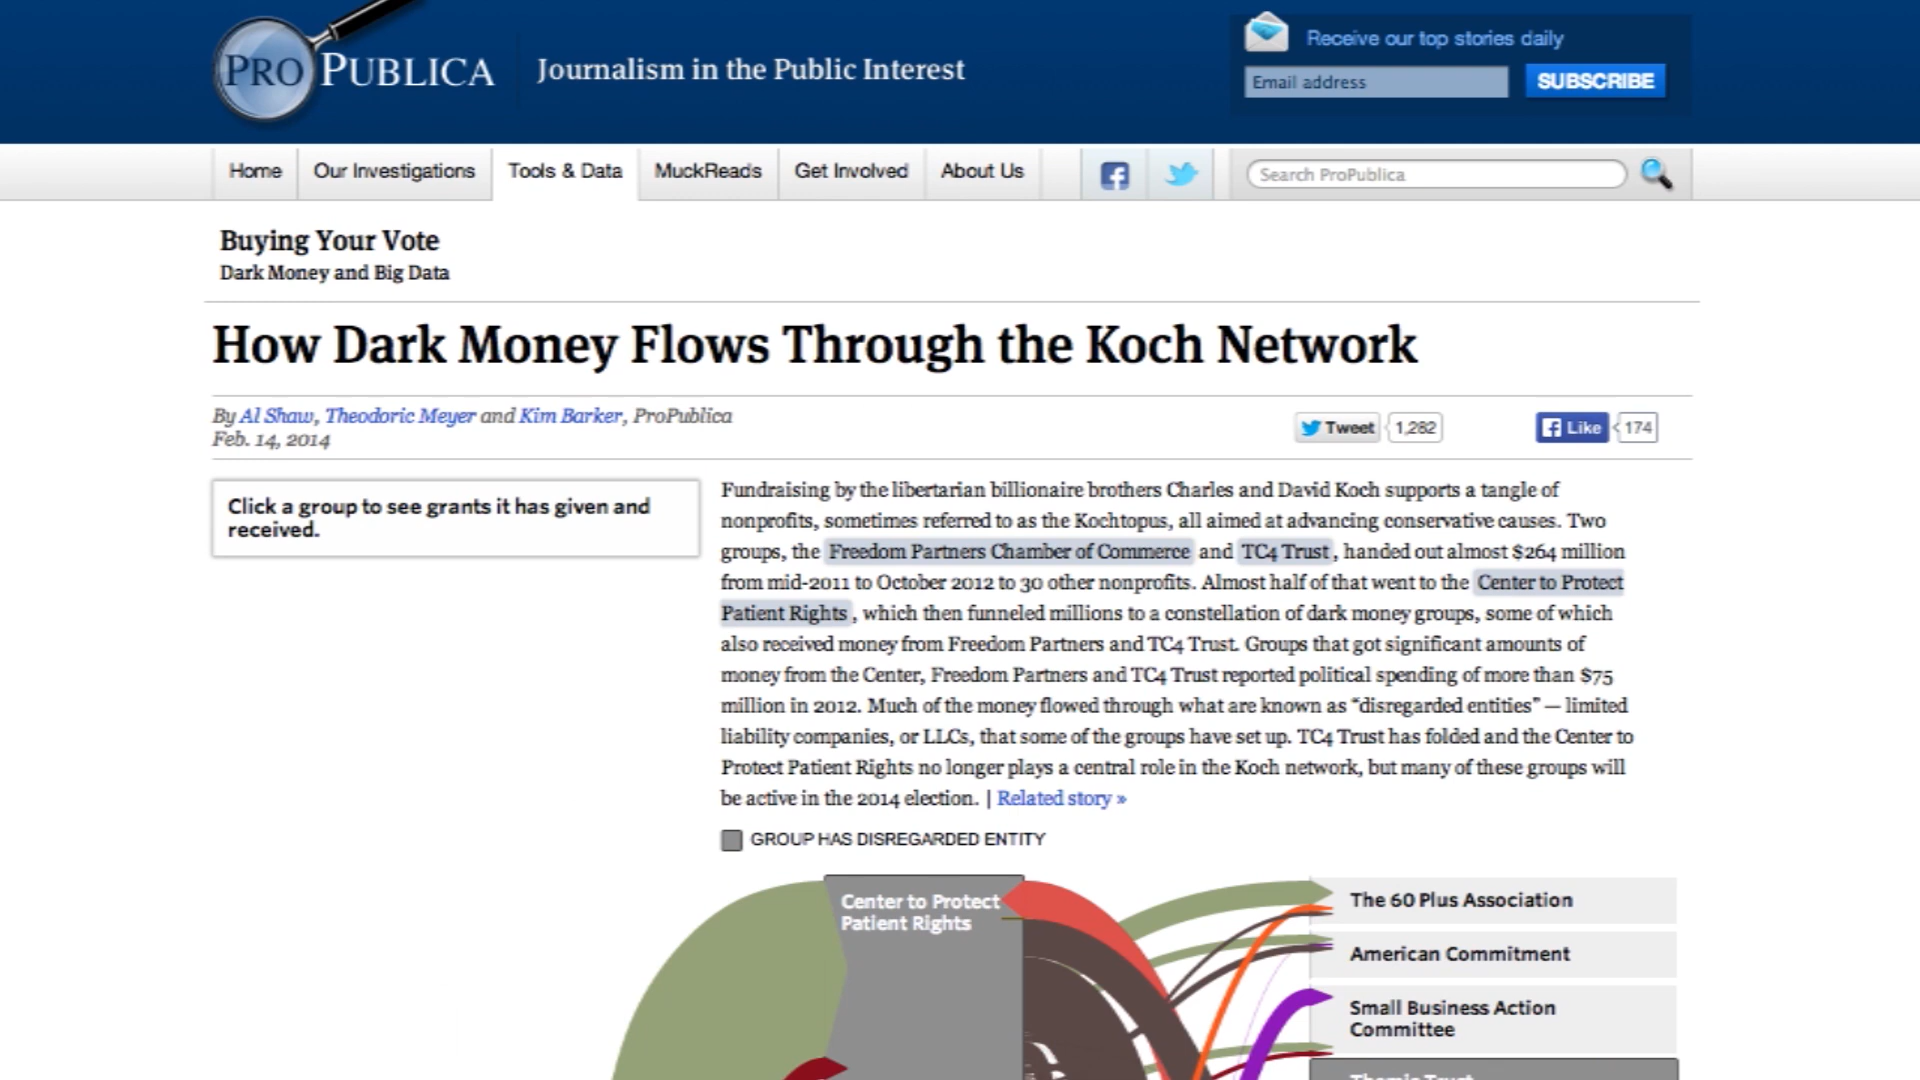 PROPUBLICA
Journalism in the Public Interest
Receive our top stories daily
Email address
SUBSCRIBE
Home
Our Investigations
Tools & Data
MuckReads
Get Involved
About Us
Search ProPublica
Buying Your Vote
Dark Money and Big Data
How Dark Money Flows Through the Koch Network
By Al Shaw, Theodoric Meyer and Kim Barker, ProPublica
Feb. 14, 2014
Tweet
1,282
Like
174
Click a group to see grants it has given and
received.
Fundraising by the libertarian billionaire brothers Charles and David Koch supports a tangle of
nonprofits, sometimes referred to as the Kochtopus, all aimed at advancing conservative causes. Two
groups, the Freedom Partners Chamber of Commerce and TC4 Trust, handed out almost $264 million
from mid-2011 to October 2012 to 30 other nonprofits. Almost half of that went to the Center to Protect
Patient Rights, which then funneled millions to a constellation of dark money groups, some of which
also received money from Freedom Partners and TC4 Trust. Groups that got significant amounts of
money from the Center, Freedom Partners and TC4 Trust reported political spending of more than $75
million in 2012. Much of the money flowed through what are known as “disregarded entities” — limited
liability companies, or LLCs, that some of the groups have set up. TC4 Trust has folded and the Center to
Protect Patient Rights no longer plays a central role in the Koch network, but many of these groups will
be active in the 2014 election. | Related story »
GROUP HAS DISREGARDED ENTITY
Center to Protect
Patient Rights
The 60 Plus Association
American Commitment
Small Business Action
Committee
Themis Trust